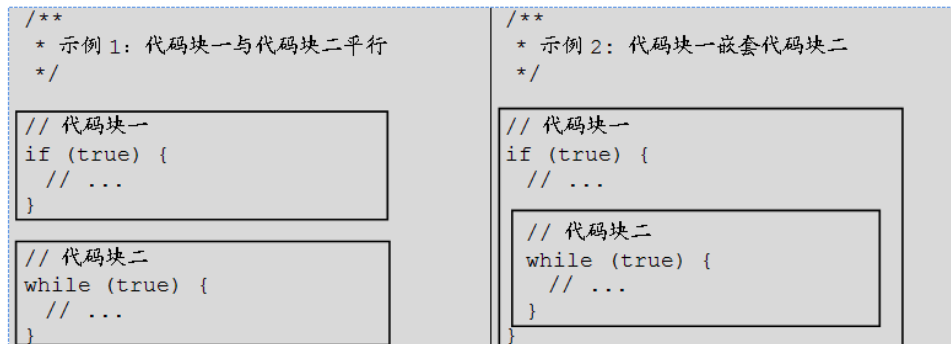 /**
 * 示例 1: 代码块一与代码块二平行
 */
// 代码块一
if (true) {
  // ...
}
// 代码块二
while (true) {
  // ...
}
/**
 * 示例 2: 代码块一嵌套代码块二
 */
// 代码块一
if (true) {
  // ...
  // 代码块二
  while (true) {
    // ...
  }
}